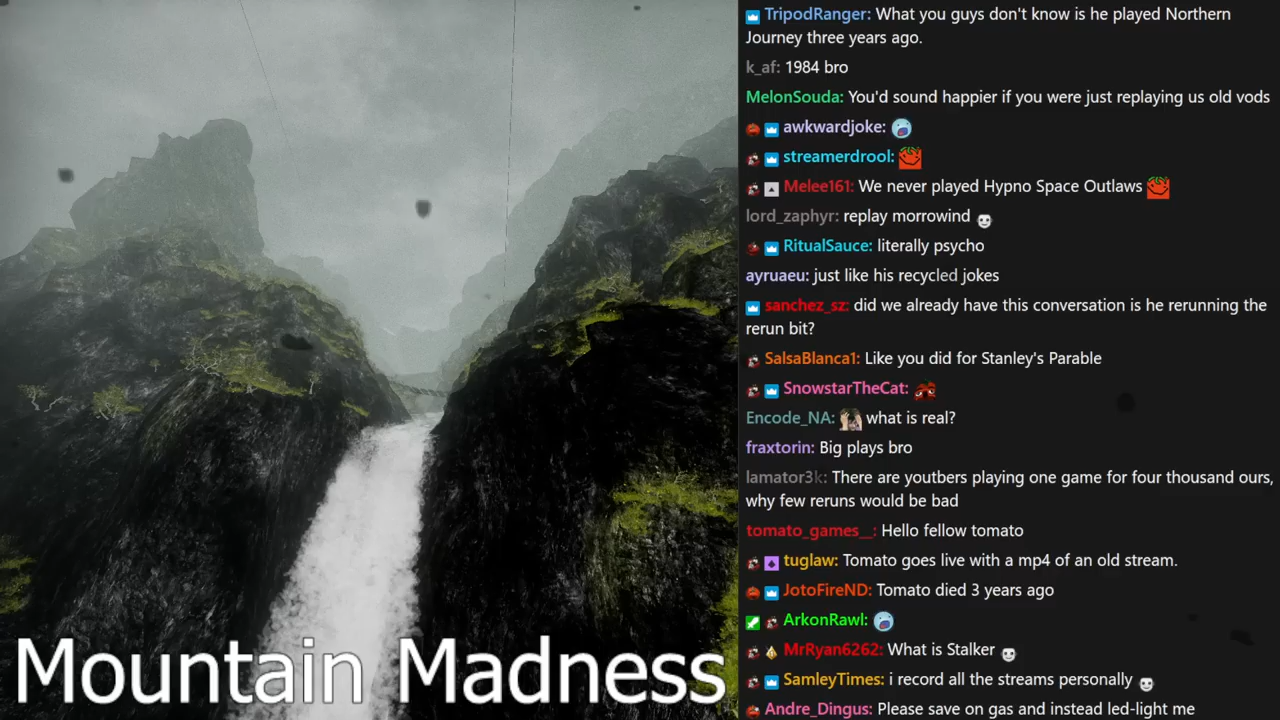 TripodRanger: What you guys don't know is he played Northern
Journey three years ago.
k_af: 1984 bro
MelonSouda: You'd sound happier if you were just replaying us old vods
awkwardjoke:
streamerdrool:
Melee161: We never played Hypno Space Outlaws
lord_zaphyr: replay morrowind
RitualSauce: literally psycho
ayruaeu: just like his recycled jokes
sanchez_sz: did we already have this conversation is he rerunning the
rerun bit?
SalsaBlanca1: Like you did for Stanley's Parable
SnowstarTheCat:
Encode_NA: what is real?
fraxtorin: Big plays bro
lamator3k: There are youtbers playing one game for four thousand ours,
why few reruns would be bad
tomato_games__: Hello fellow tomato
tuglaw: Tomato goes live with a mp4 of an old stream.
JotoFireND: Tomato died 3 years ago
ArkonRawl:
MrRyan6262: What is Stalker
SamleyTimes: i record all the streams personally
Andre_Dingus: Please save on gas and instead led-light me
Mountain Madness